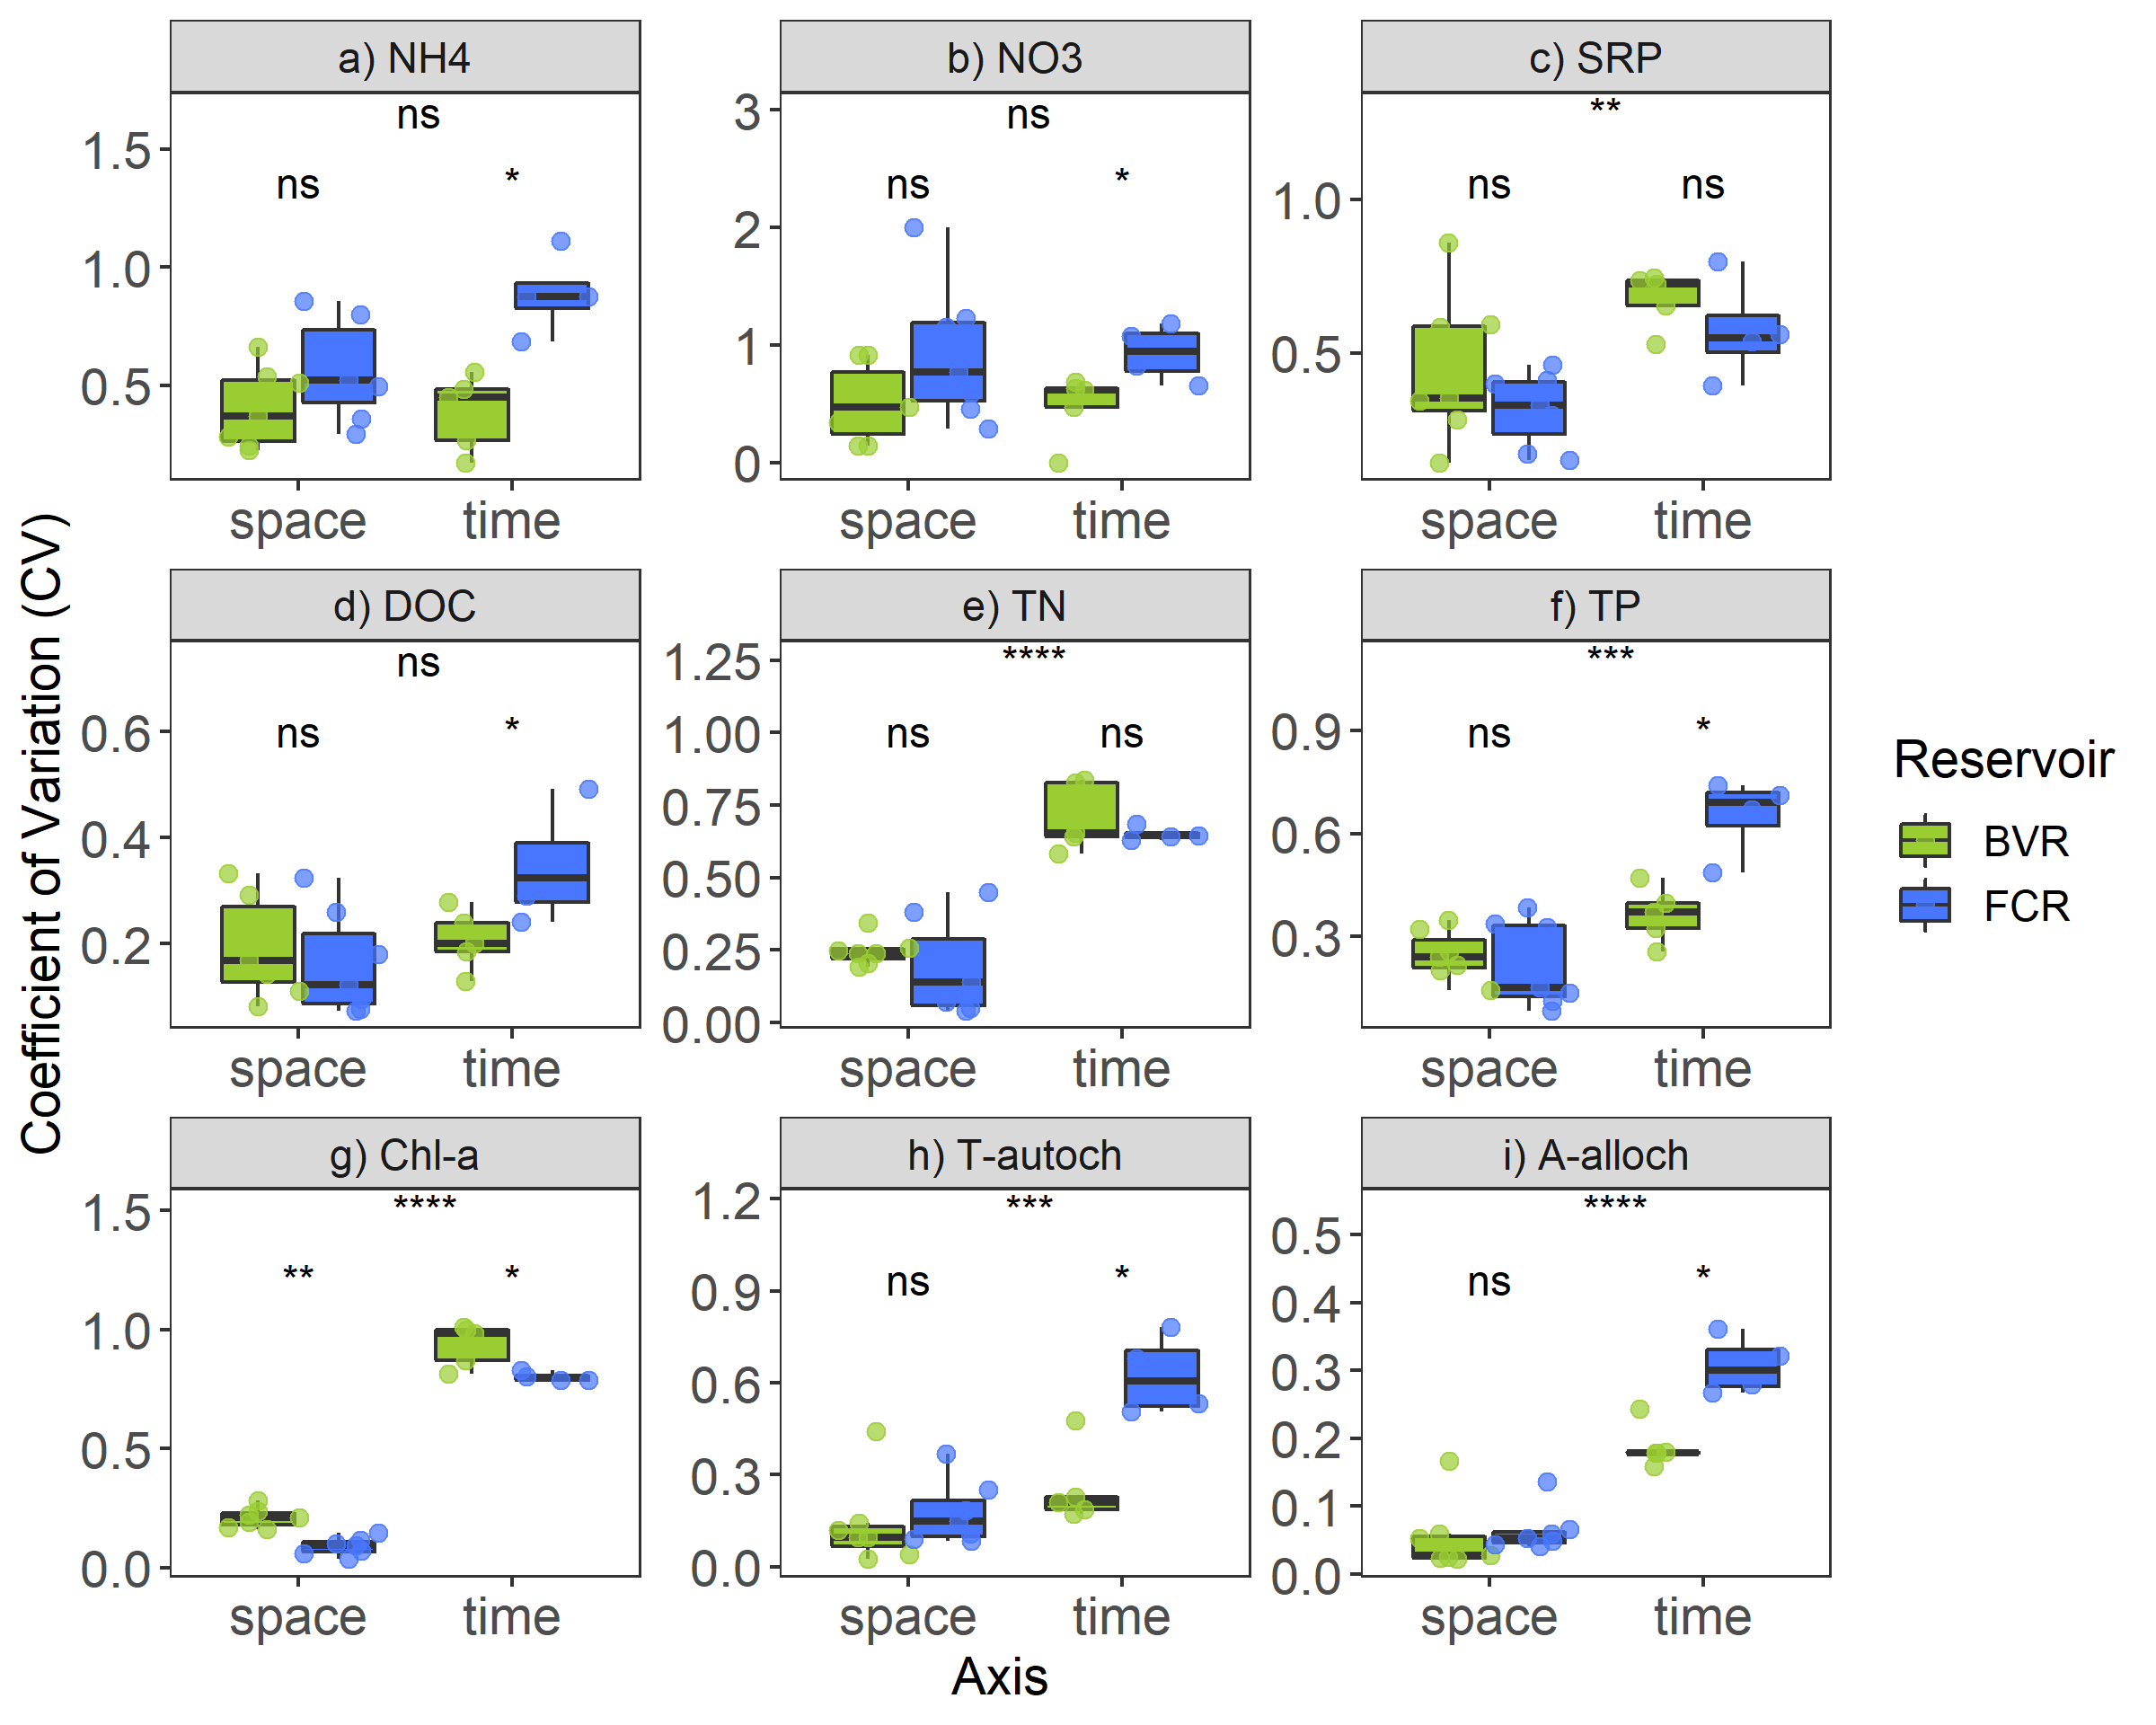 a) NH4
b) NO3
c) SRP
ns
ns
**
3
1.5
ns
*
ns
*
ns
ns
1.0
2
1.0
1
0.5
0.5
0
space
time
space
time
space
time
Coefficient of Variation (CV)
d) DOC
e) TN
f) TP
ns
****
***
1.25
0.6
ns
*
1.00
ns
ns
0.9
ns
*
Reservoir
0.4
0.75
0.6
BVR
0.50
FCR
0.2
0.25
0.3
0.00
space
time
space
time
space
time
g) Chl-a
h) T-autoch
i) A-alloch
1.5
****
1.2
***
****
0.5
**
*
0.9
ns
*
ns
*
1.0
0.4
0.6
0.3
0.5
0.3
0.2
0.1
0.0
0.0
0.0
space
time
space
time
space
time
Axis